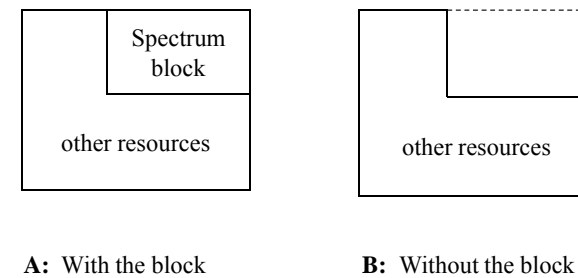 Spectrum
block
other resources
other resources
A: With the block
B: Without the block